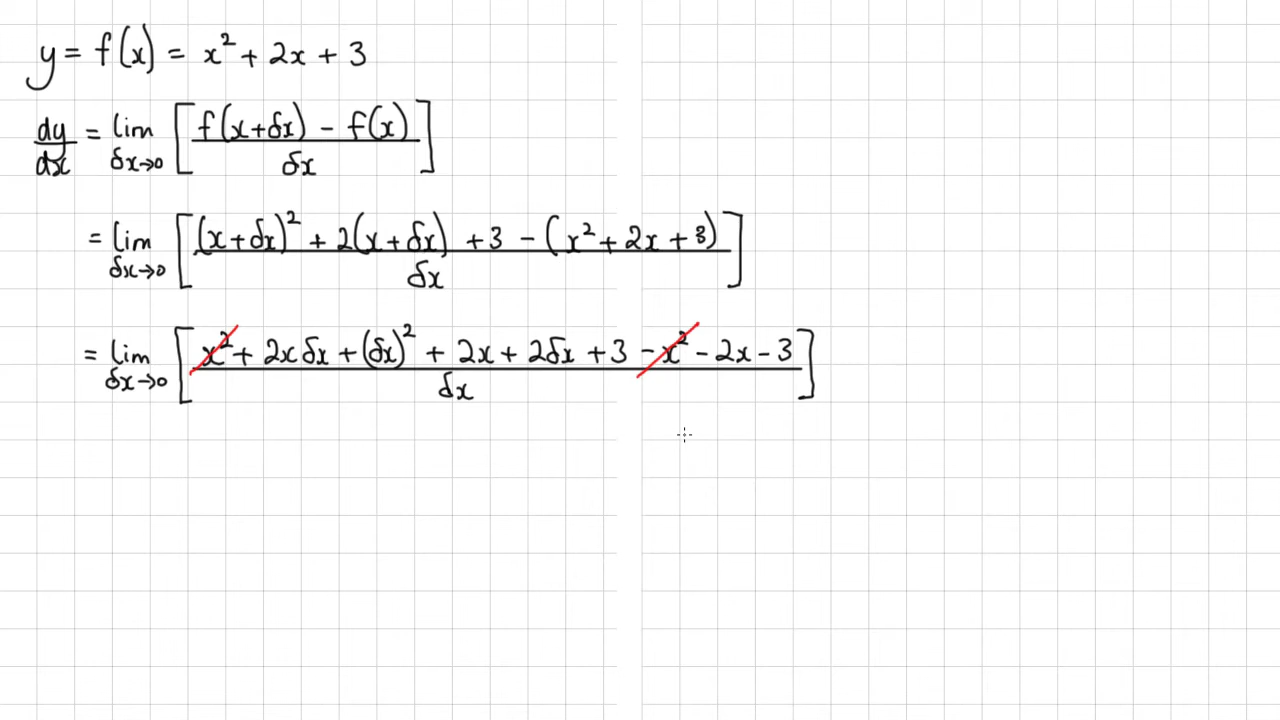 y = f(x) = x² + 2x + 3
dy/dx = lim δx→0 [ f(x+δx) − f(x) / δx ]
= lim δx→0 [ (x+δx)² + 2(x+δx) + 3 − (x² + 2x + 3) / δx ]
= lim δx→0 [ x² + 2xδx + (δx)² + 2x + 2δx + 3 − x² − 2x − 3 / δx ]